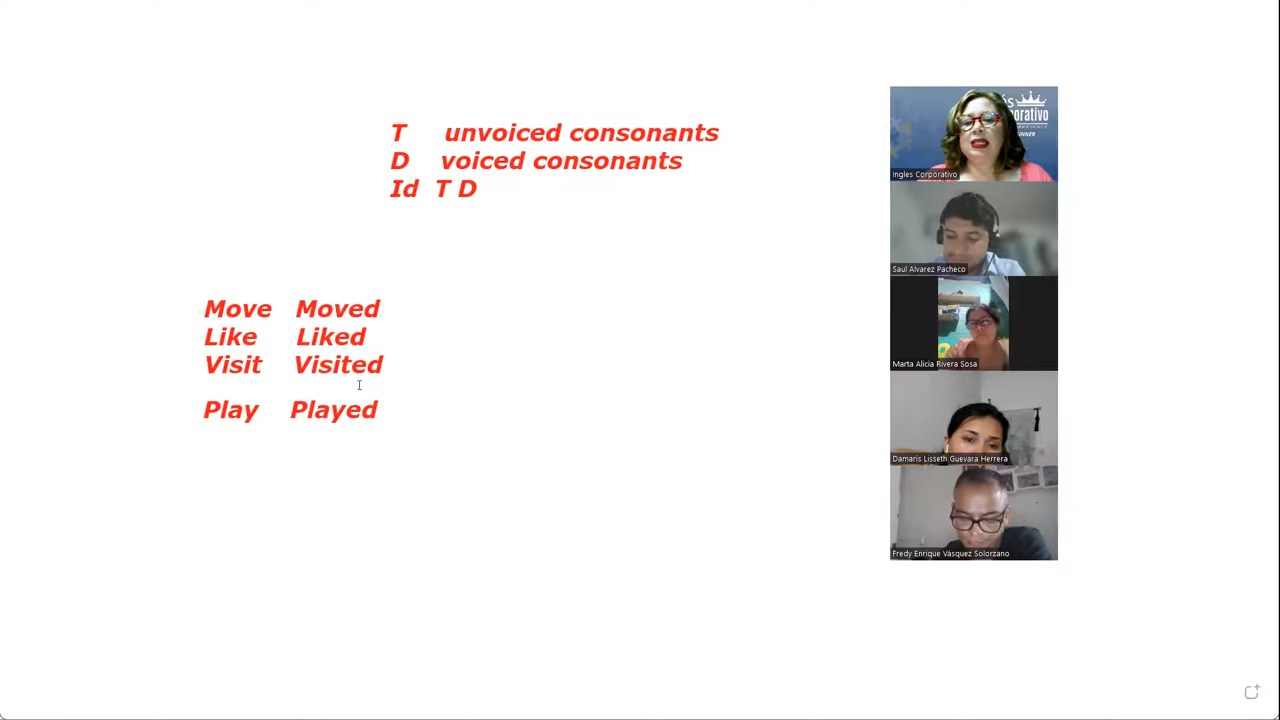 T unvoiced consonants
D voiced consonants
Id T D
Move Moved
Like Liked
Visit Visited
Play Played
Ingles Corporativo
Saul Alvarez Pacheco
Marta Alicia Rivera Sosa
Damaris Lisseth Guevara Herrera
Fredy Enrique Vásquez Solorzano